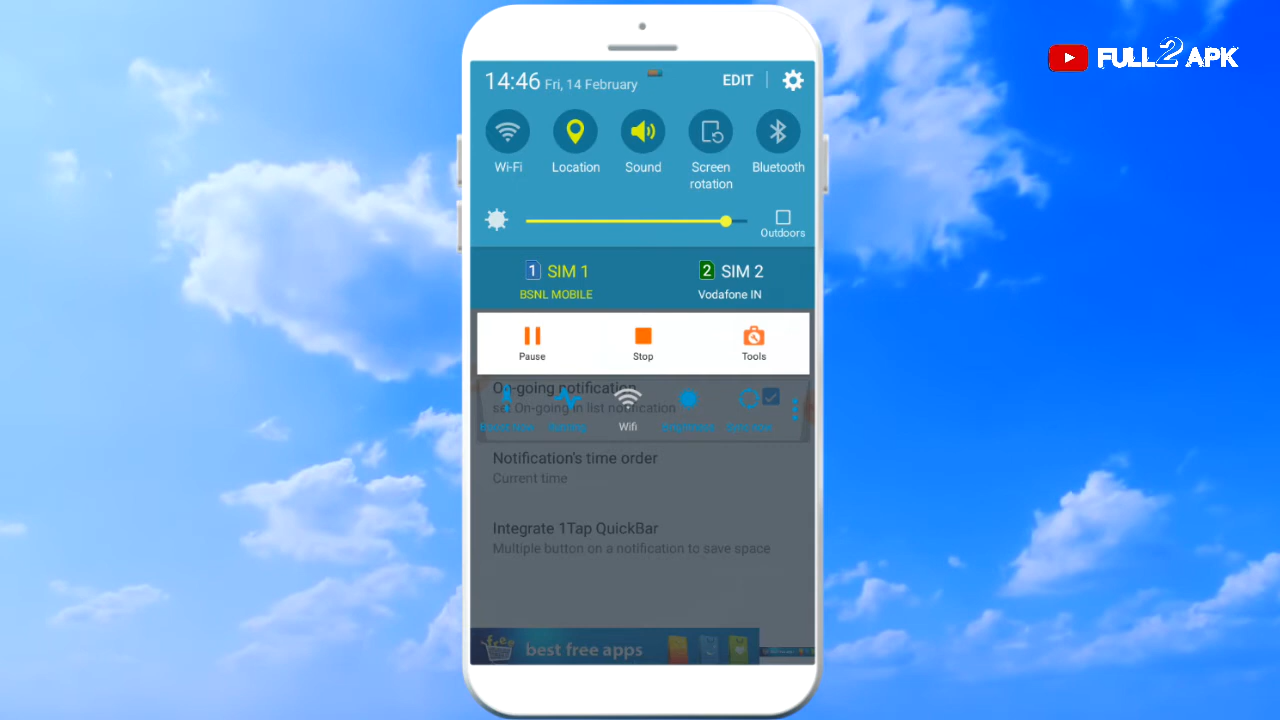 FULL2APK
14:46 Fri, 14 February
EDIT
Wi-Fi
Location
Sound
Screen
rotation
Bluetooth
Outdoors
1 SIM 1
BSNL MOBILE
2 SIM 2
Vodafone IN
Pause
Stop
Tools
On-going notification
set On-going in list notification
Wifi
Notification's time order
Current time
Integrate 1Tap QuickBar
Multiple button on a notification to save space
free
best free apps